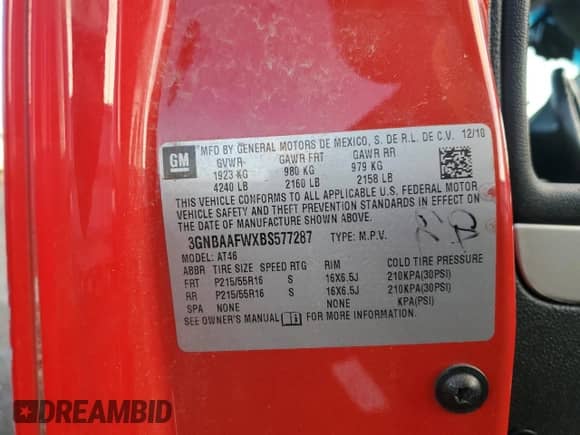 GM
MFD BY GENERAL MOTORS DE MEXICO, S. DE R.L. DE C.V. 12/10
GVWR- GAWR FRT GAWR RR
1923 KG 980 KG 979 KG
4240 LB 2160 LB 2158 LB
THIS VEHICLE CONFORMS TO ALL APPLICABLE U.S. FEDERAL MOTOR
VEHICLE SAFETY AND THEFT PREVENTION STANDARDS IN EFFECT ON
THE DATE OF MANUFACTURE SHOWN ABOVE.
3GNBAAFWXBS577287 TYPE: M.P.V.
MODEL: AT46
ABBR TIRE SIZE SPEED RTG RIM COLD TIRE PRESSURE
FRT P215/55R16 S 16X6.5J 210KPA(30PSI)
RR P215/55R16 S 16X6.5J 210KPA(30PSI)
SPA NONE NONE KPA(PSI)
SEE OWNER'S MANUAL FOR MORE INFORMATION.
DREAMBID